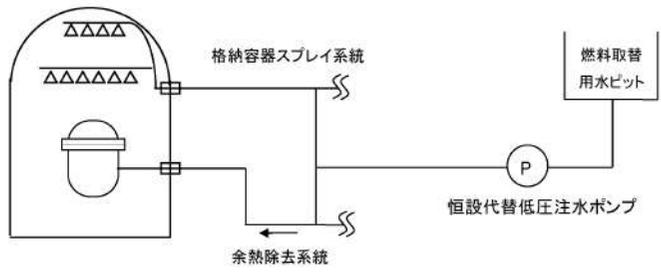 格納容器スプレイ系統
燃料取替
用水ピット
P
恒設代替低圧注水ポンプ
余熱除去系統